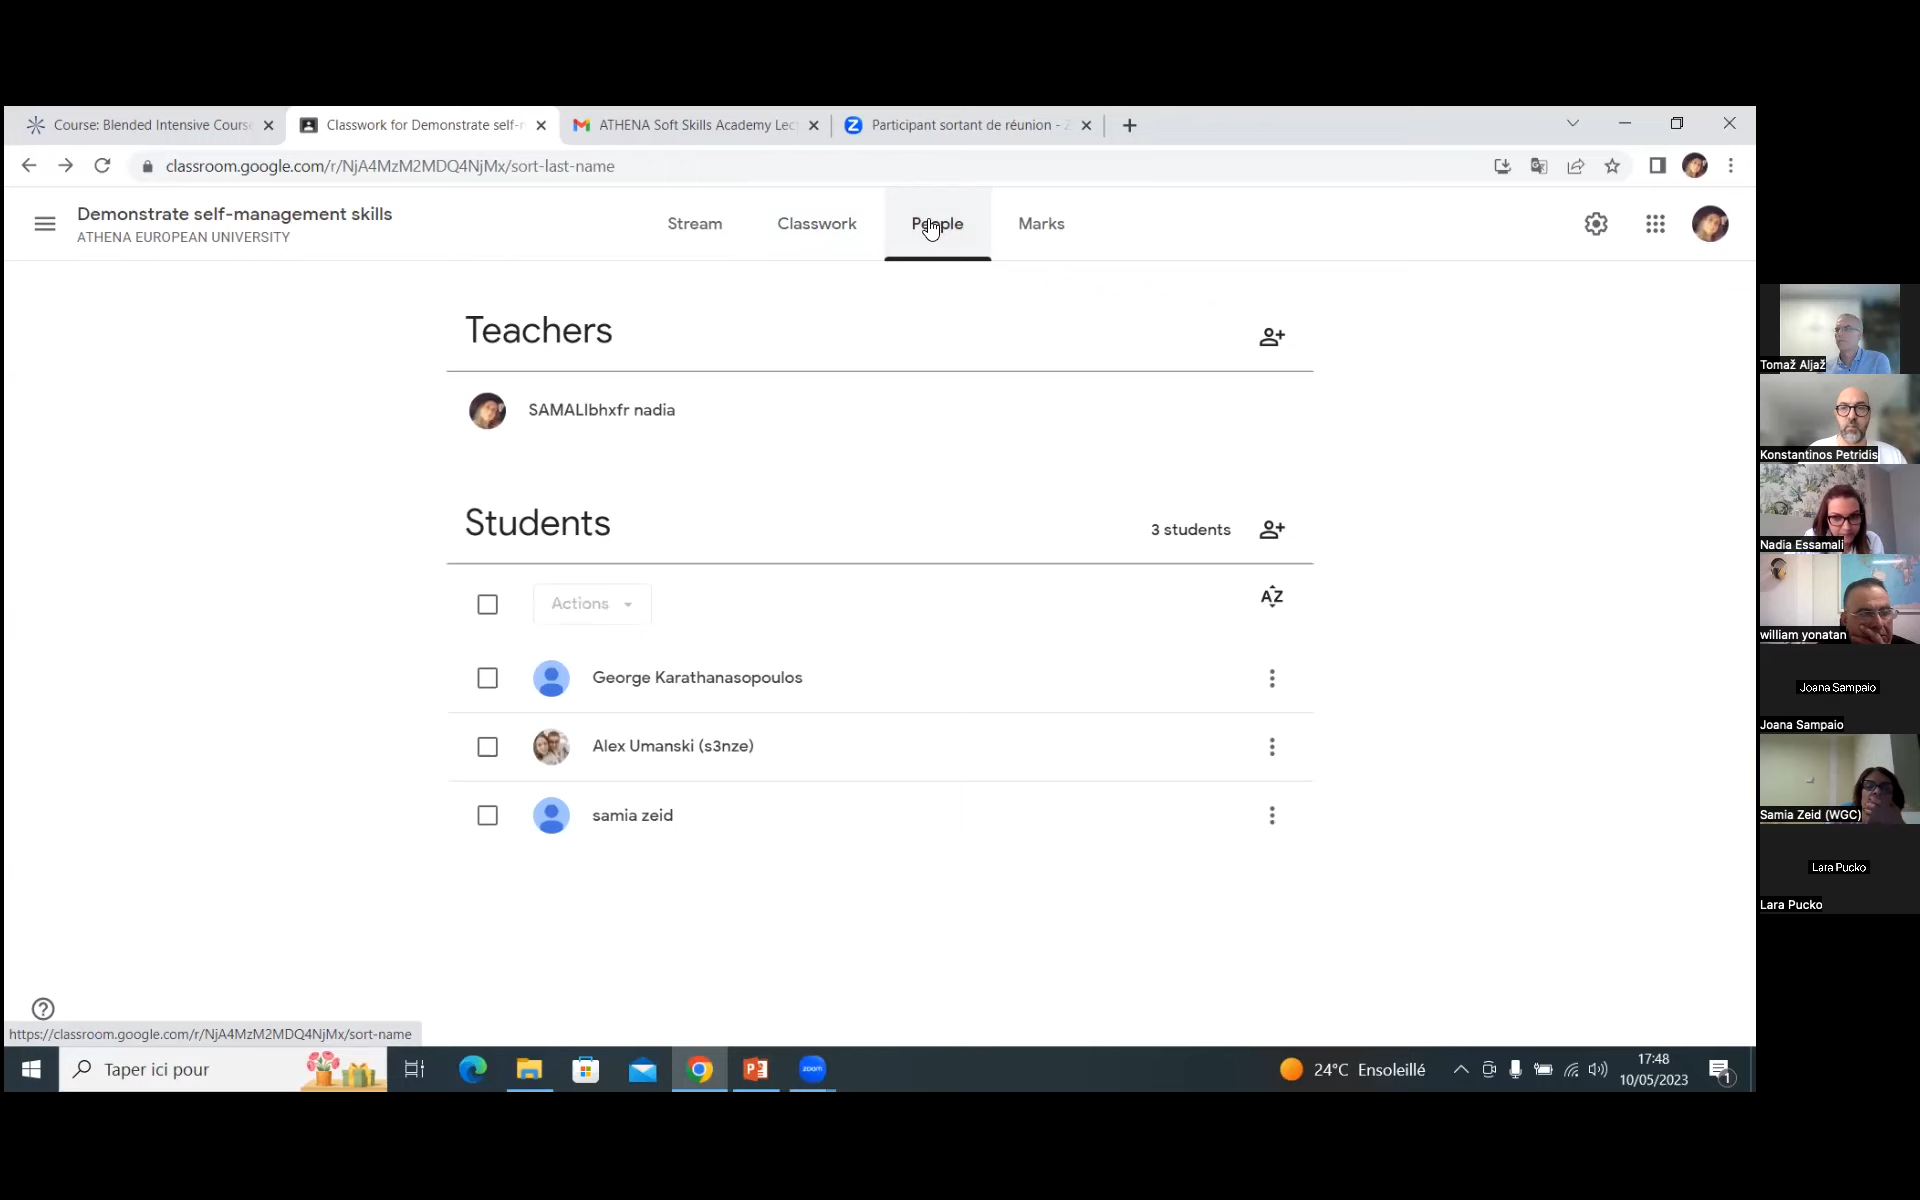 Course: Blended Intensive Course
Classwork for Demonstrate self-r
ATHENA Soft Skills Academy Lec
Participant sortant de réunion - Z
classroom.google.com/r/NjA4MzM2MDQ4NjMx/sort-last-name
Demonstrate self-management skills
ATHENA EUROPEAN UNIVERSITY
Stream
Classwork
People
Marks
Teachers
SAMALIbhxfr nadia
Students
3 students
Actions
AZ
George Karathanasopoulos
Alex Umanski (s3nze)
samia zeid
https://classroom.google.com/r/NjA4MzM2MDQ4NjMx/sort-name
Taper ici pour
zoom
24°C Ensoleillé
17:48
10/05/2023
1
Tomaž Aljaž
Konstantinos Petridis
Nadia Essamali
william yonatan
Joana Sampaio
Joana Sampaio
Samia Zeid (WGC)
Lara Pucko
Lara Pucko